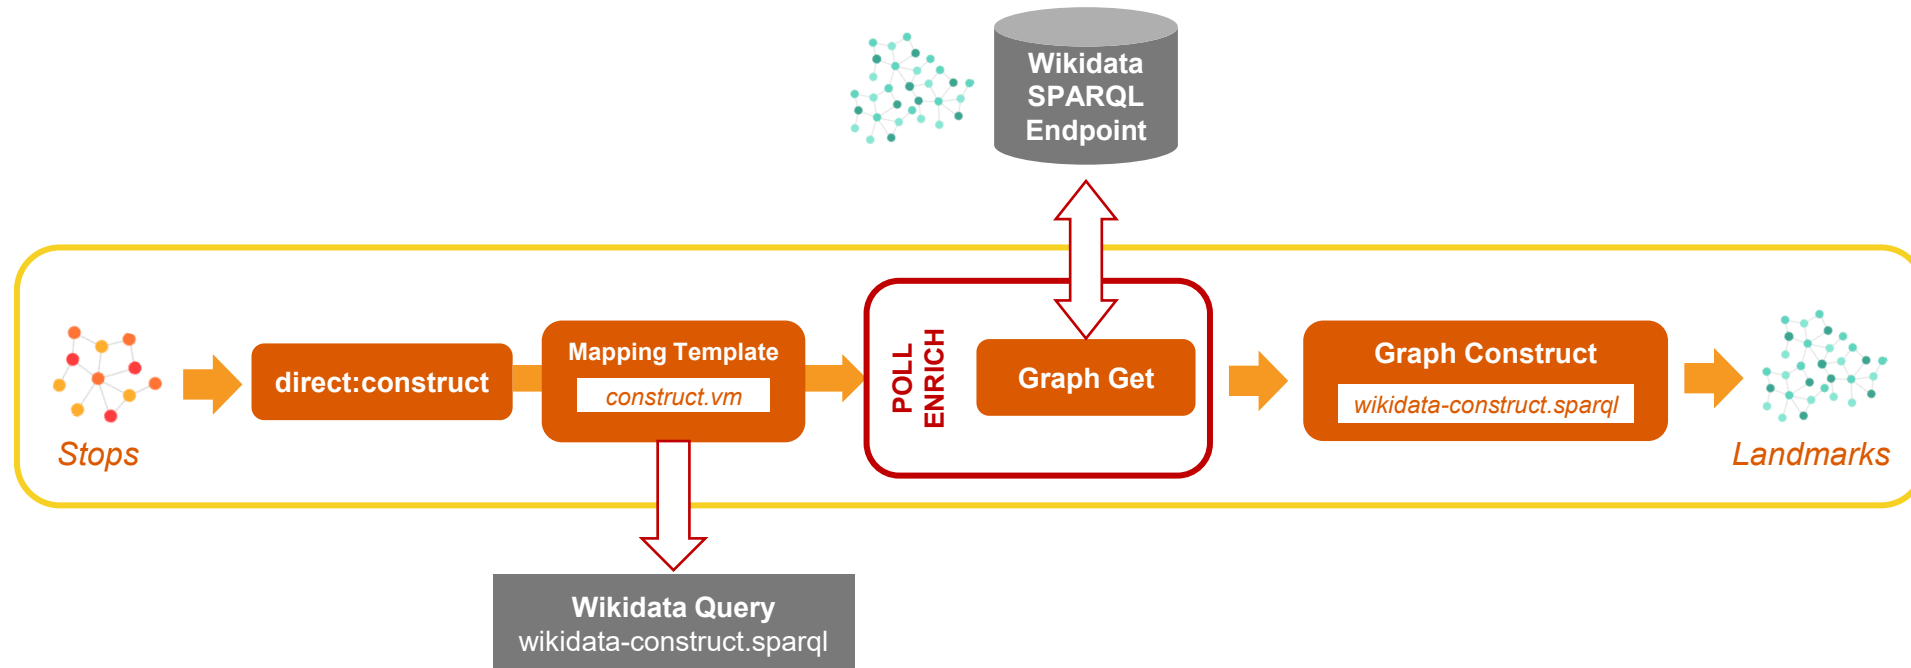 Wikidata
SPARQL
Endpoint
Stops
direct:construct
Mapping Template
construct.vm
POLL
ENRICH
Graph Get
Graph Construct
wikidata-construct.sparql
Landmarks
Wikidata Query
wikidata-construct.sparql